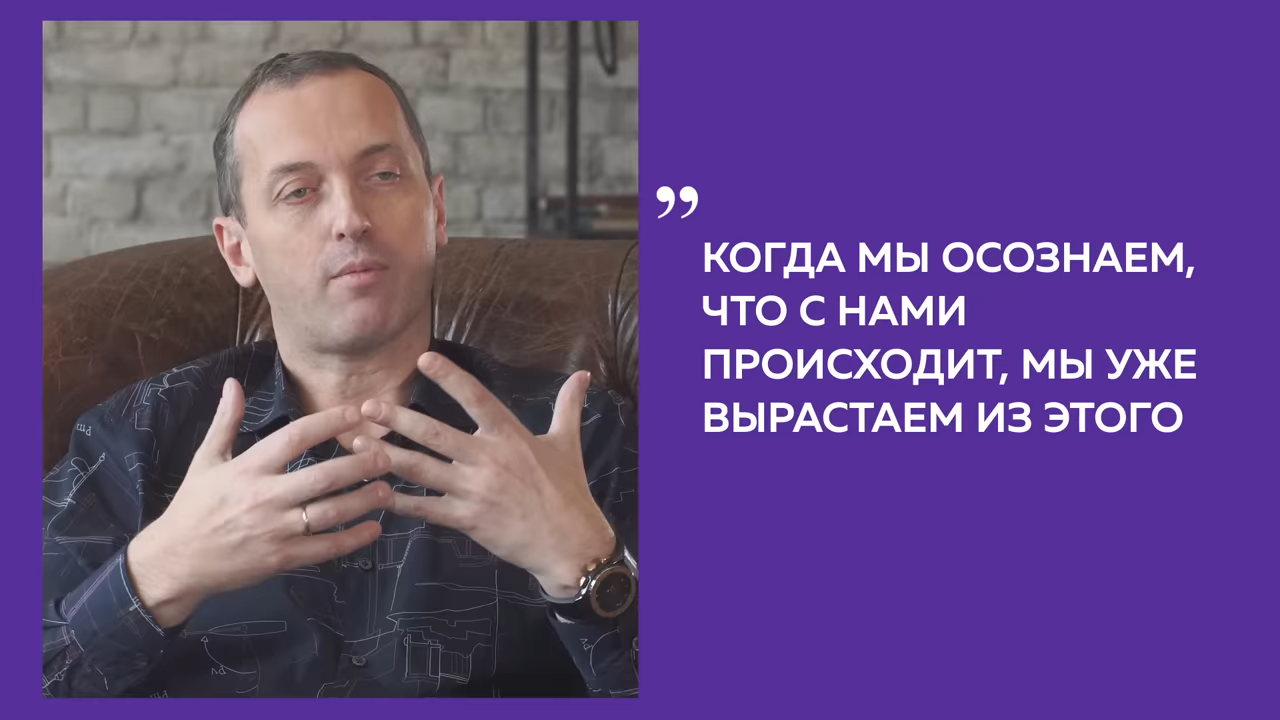 ”
КОГДА МЫ ОСОЗНАЕМ,
ЧТО С НАМИ
ПРОИСХОДИТ, МЫ УЖЕ
ВЫРАСТАЕМ ИЗ ЭТОГО